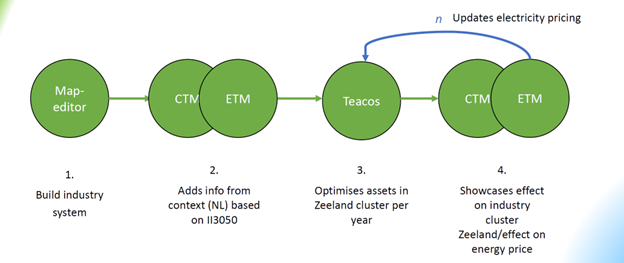 n Updates electricity pricing
Map-
editor
CTM
ETM
Teacos
CTM
ETM
1.
Build industry
system
2.
Adds info from
context (NL) based
on II3050
3.
Optimises assets in
Zeeland cluster per
year
4.
Showcases effect
on industry
cluster
Zeeland/effect on
energy price